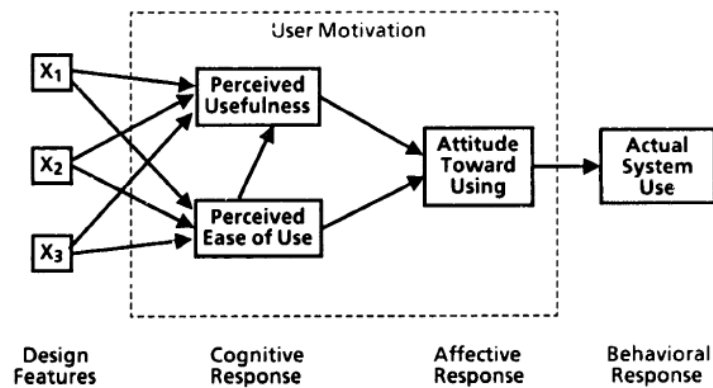 User Motivation
X1
Perceived
Usefulness
X2
Attitude
Toward
Using
Actual
System
Use
Perceived
Ease of Use
X3
Design
Features
Cognitive
Response
Affective
Response
Behavioral
Response